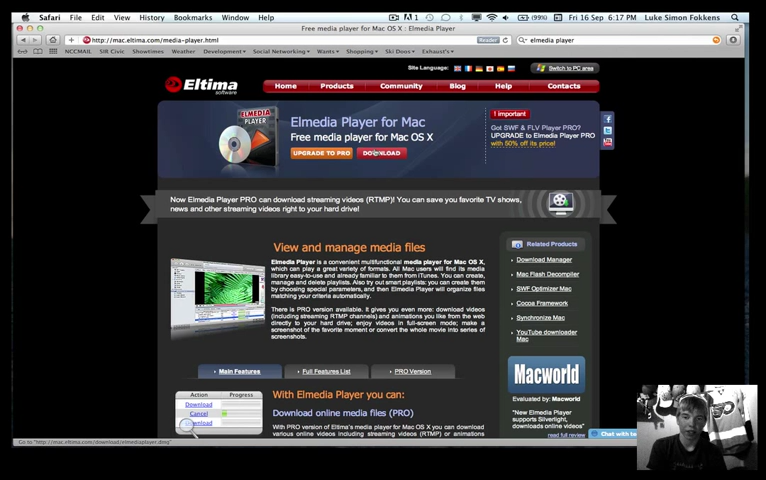 Safari File Edit View History Bookmarks Window Help
1 (99%) Fri 16 Sep 6:17 PM Luke Simon Fokkens
Free media player for Mac OS X : Eltima Player
http://mac.eltima.com/media-player.html
Reader
elmedia player
NCCMAIL SIR Civic Showtimes Weather Development Social Networking Wants Shopping Ski Doos Exhaust's
Site Language:
Switch to PC area
Eltima
software
Home Products Community Blog Help Contacts
ELMEDIA
PLAYER
Elmedia Player for Mac
Free media player for Mac OS X
UPGRADE TO PRO
DOWNLOAD
! important
Got SWF & FLV Player PRO?
UPGRADE to Elmedia Player PRO
with 50% off its price!
Now Elmedia Player PRO can download streaming videos (RTMP)! You can save you favorite TV shows,
news and other streaming videos right to your hard drive!
View and manage media files
Elmedia Player is a convenient multifunctional media player for Mac OS X,
which can play a great variety of formats. All Mac users will find its media
library easy-to-use and already familiar to them from iTunes. You can create,
manage and delete playlists. Also try out smart playlists: you can create them
by choosing special parameters, and then Elmedia Player will organize files
matching your criteria automatically.
There is PRO version available. It gives you even more: download videos
(including streaming RTMP channels) and animations you like from the web
directly to your hard drive; enjoy videos in full-screen mode; make a
screenshot of the favorite moment or convert the whole movie into series of
screenshots.
Related Products
Download Manager
Mac Flash Decompiler
SWF Optimizer Mac
Cocoa Framework
Synchronize Mac
YouTube downloader
Mac
Main Features
Full Features List
PRO Version
Macworld
Evaluated by: Macworld
"New Elmedia Player
supports Silverlight,
downloads online videos"
read full review
Action Progress
Download
Cancel
Download
With Elmedia Player you can:
Download online media files (PRO)
With PRO version of Eltima's media player for Mac OS X you can download
various online videos including streaming videos (RTMP) or animations
Chat with
Go to "http://mac.eltima.com/download/elmediaplayer.dmg"